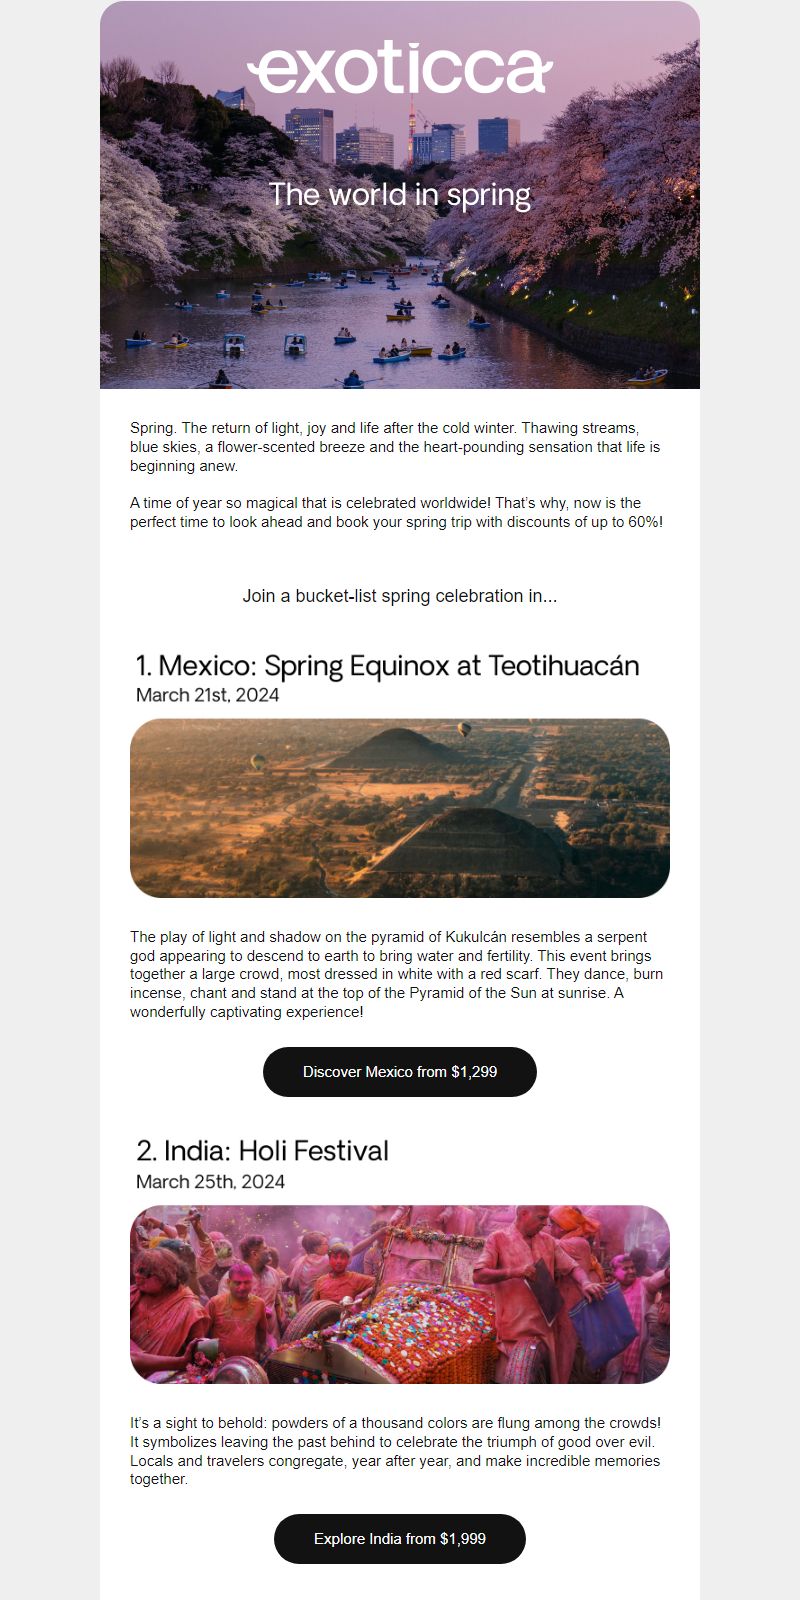 exoticca
The world in spring
Spring. The return of light, joy and life after the cold winter. Thawing streams,
blue skies, a flower-scented breeze and the heart-pounding sensation that life is
beginning anew.
A time of year so magical that is celebrated worldwide! That’s why, now is the
perfect time to look ahead and book your spring trip with discounts of up to 60%!
Join a bucket-list spring celebration in...
1. Mexico: Spring Equinox at Teotihuacán
March 21st, 2024
The play of light and shadow on the pyramid of Kukulcán resembles a serpent
god appearing to descend to earth to bring water and fertility. This event brings
together a large crowd, most dressed in white with a red scarf. They dance, burn
incense, chant and stand at the top of the Pyramid of the Sun at sunrise. A
wonderfully captivating experience!
Discover Mexico from $1,299
2. India: Holi Festival
March 25th, 2024
It’s a sight to behold: powders of a thousand colors are flung among the crowds!
It symbolizes leaving the past behind to celebrate the triumph of good over evil.
Locals and travelers congregate, year after year, and make incredible memories
together.
Explore India from $1,999